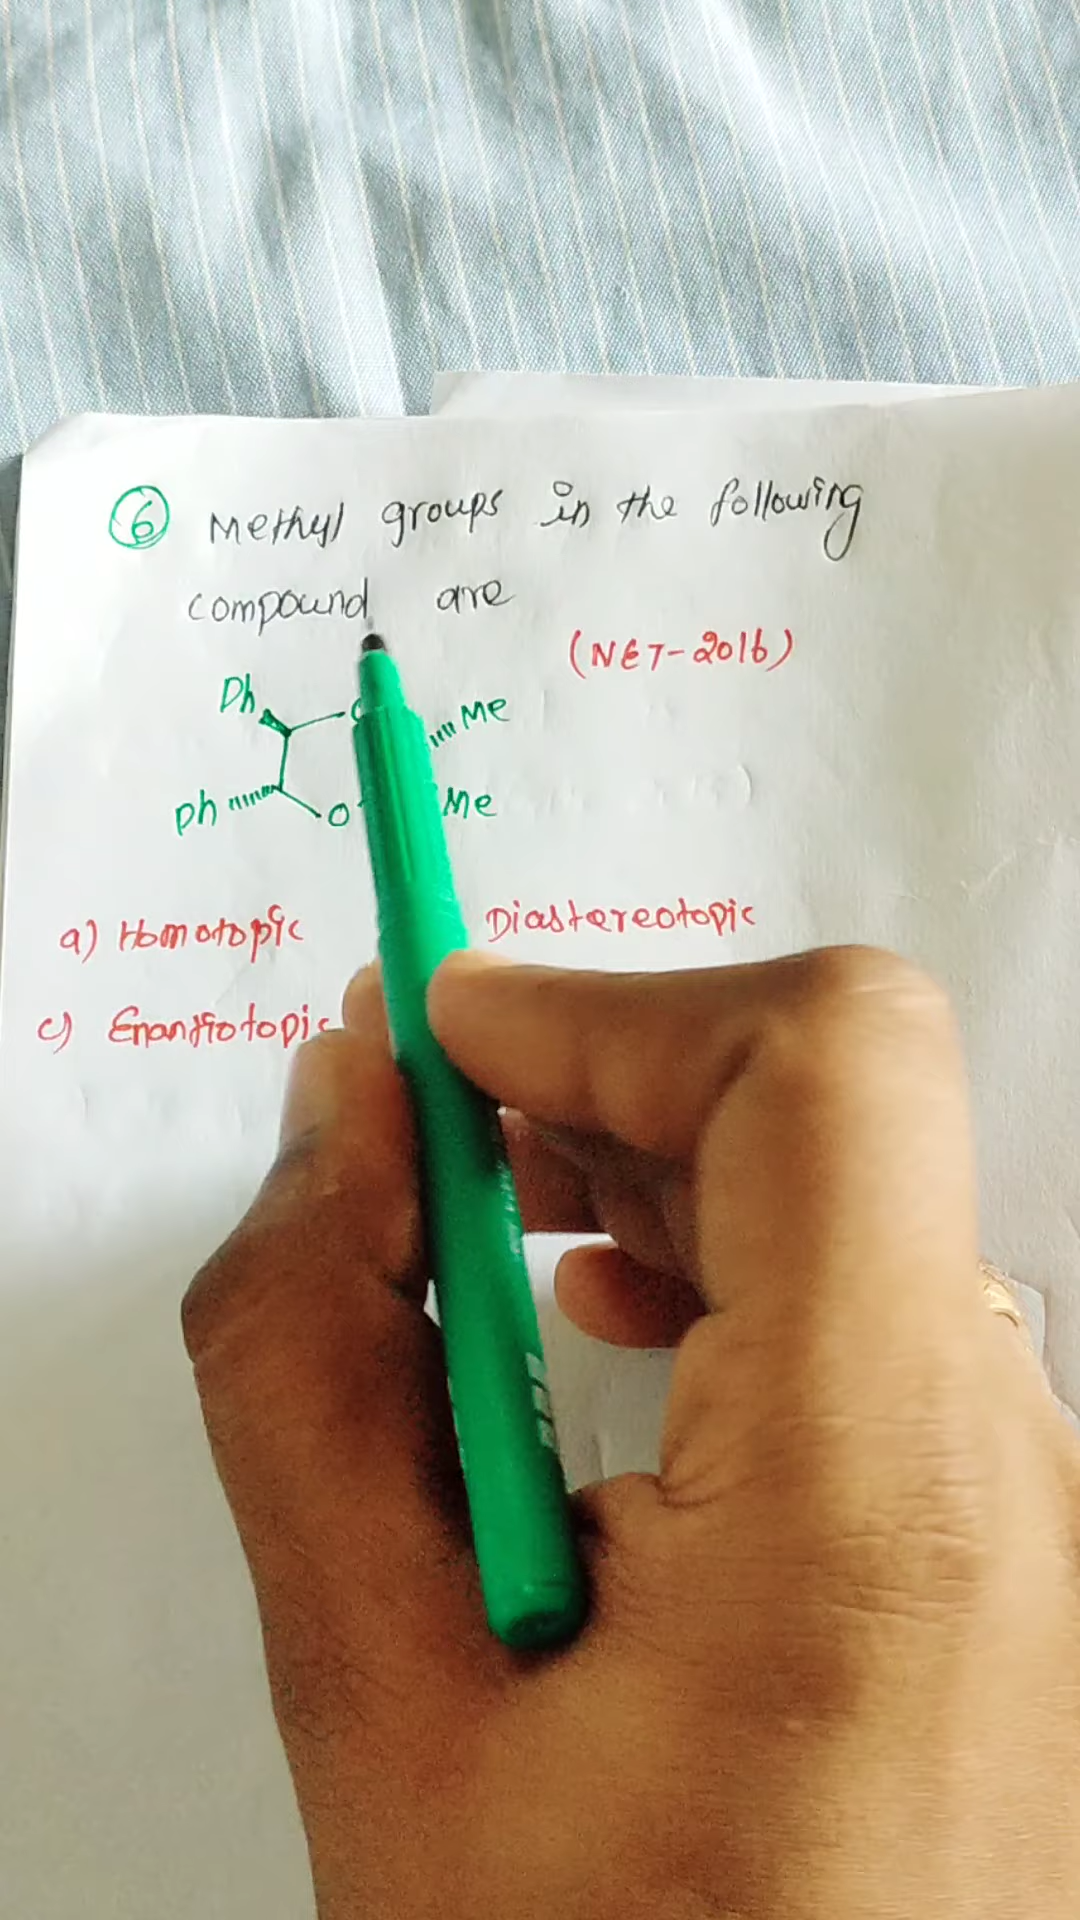 6 Methyl groups in the following
compound are
(NET-2016)
Ph
Me
Ph
O
Me
a) Homotopic Diastereotopic
c) Enantiotopic